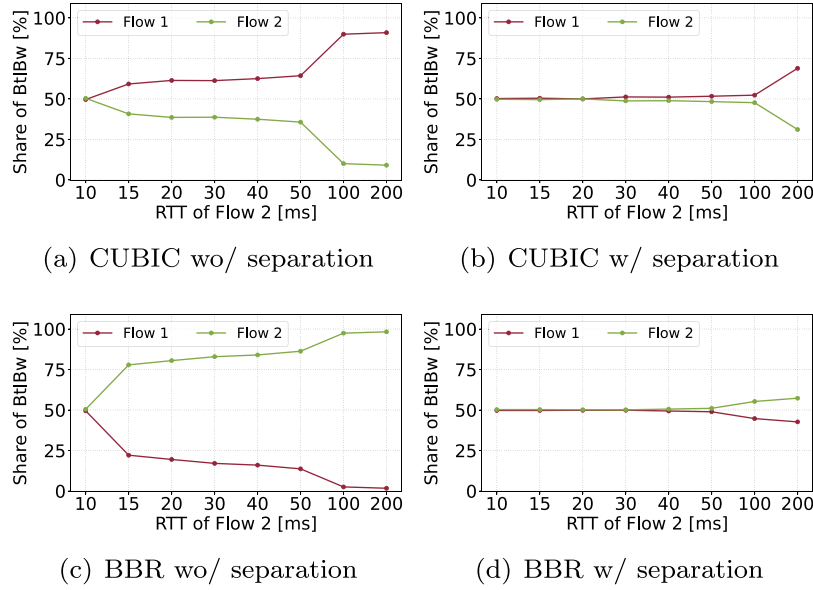 Share of BtlBw [%]
100
75
50
25
0
Flow 1
Flow 2
10 15 20 30 40 50 100 200
RTT of Flow 2 [ms]
(a) CUBIC wo/ separation
Share of BtlBw [%]
100
75
50
25
0
Flow 1
Flow 2
10 15 20 30 40 50 100 200
RTT of Flow 2 [ms]
(b) CUBIC w/ separation
Share of BtlBw [%]
100
75
50
25
0
Flow 1
Flow 2
10 15 20 30 40 50 100 200
RTT of Flow 2 [ms]
(c) BBR wo/ separation
Share of BtlBw [%]
100
75
50
25
0
Flow 1
Flow 2
10 15 20 30 40 50 100 200
RTT of Flow 2 [ms]
(d) BBR w/ separation